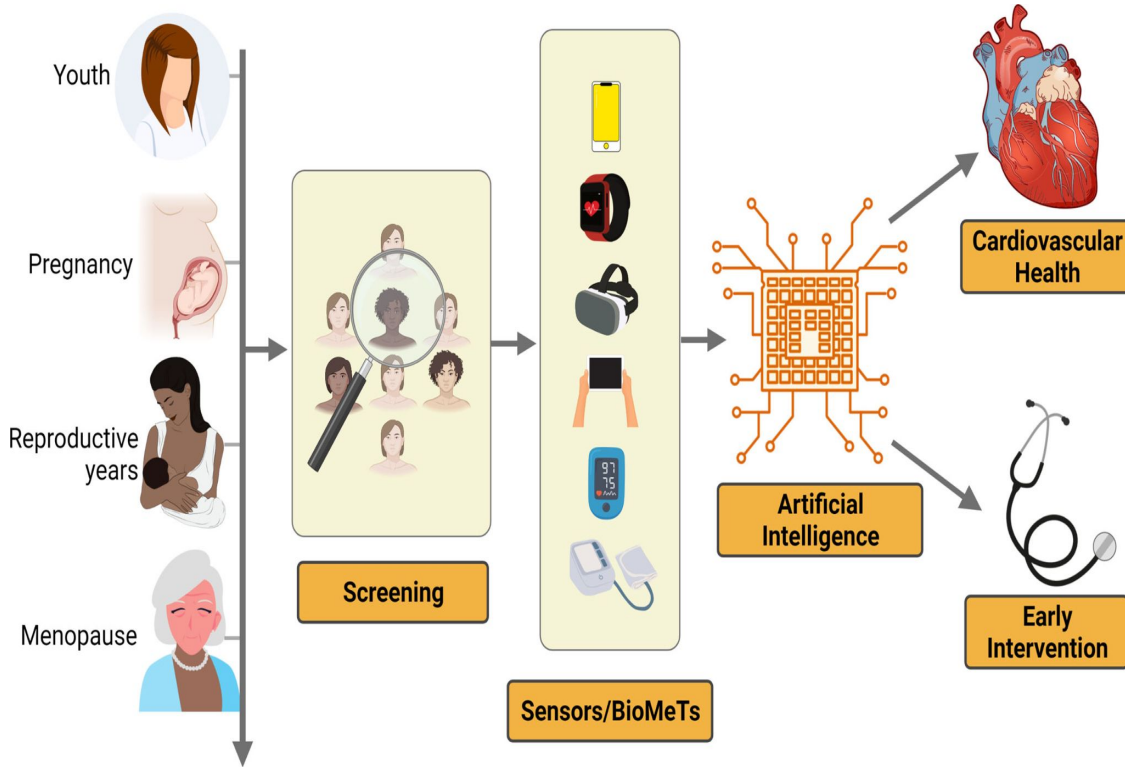 Youth
Pregnancy
Reproductive
years
Menopause
Screening
97
75
Sensors/BioMeTs
Artificial
Intelligence
Cardiovascular
Health
Early
Intervention